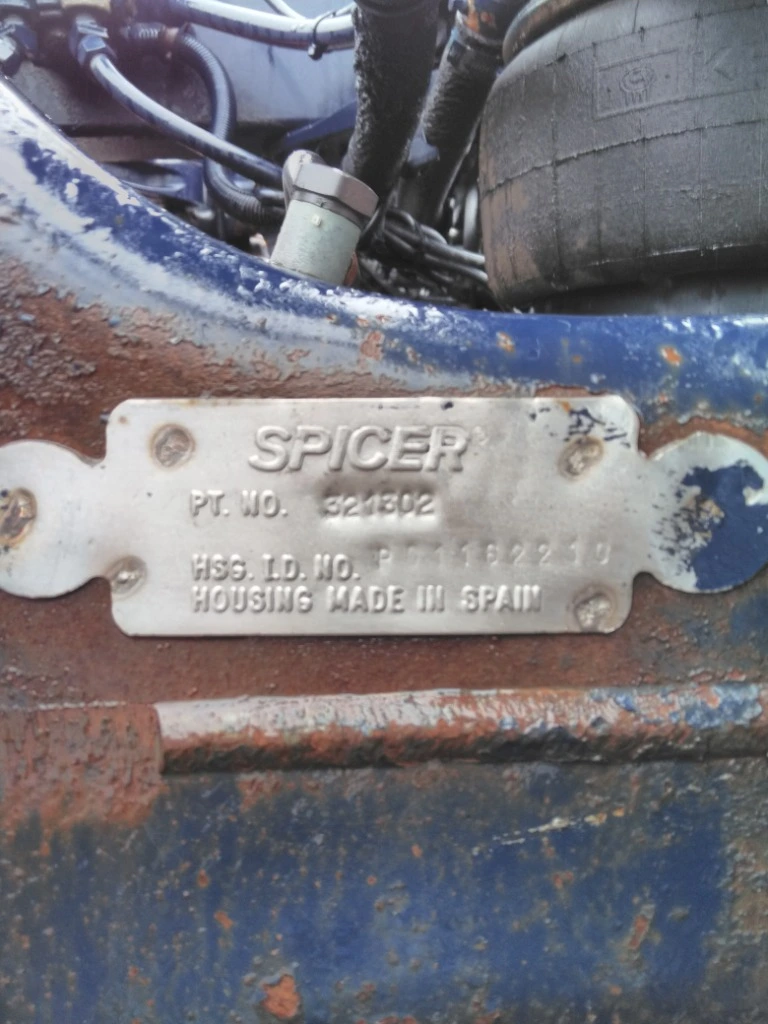 SPICER
PT. NO. 321302
HSG. I.D. NO.
HOUSING MADE IN SPAIN